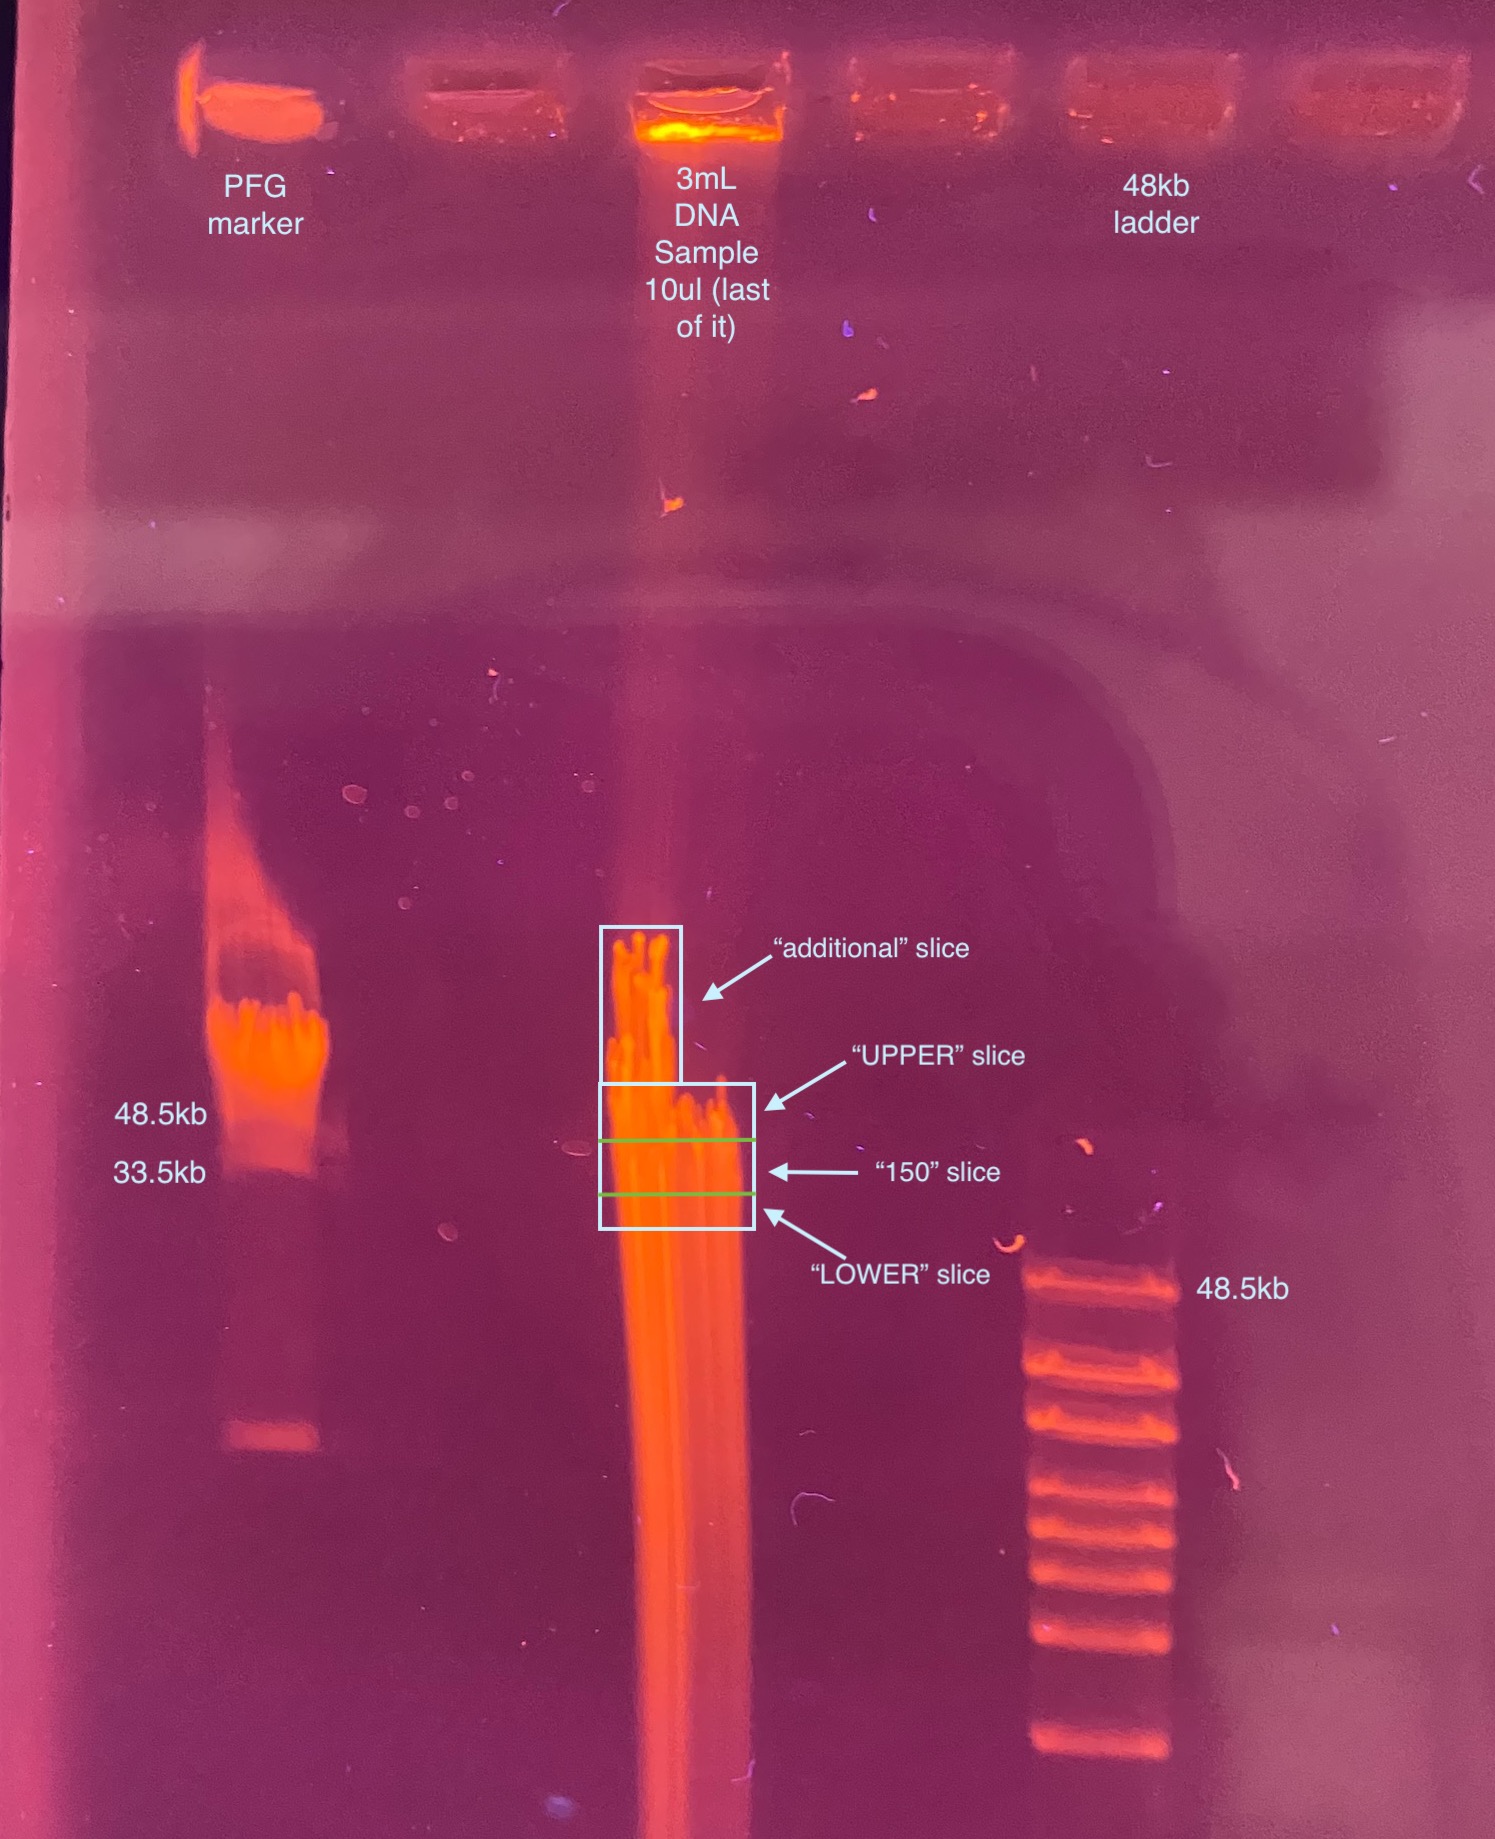 PFG
marker
3mL
DNA
Sample
10ul (last
of it)
48kb
ladder
“additional” slice
“UPPER” slice
48.5kb
33.5kb
“150” slice
“LOWER” slice
48.5kb